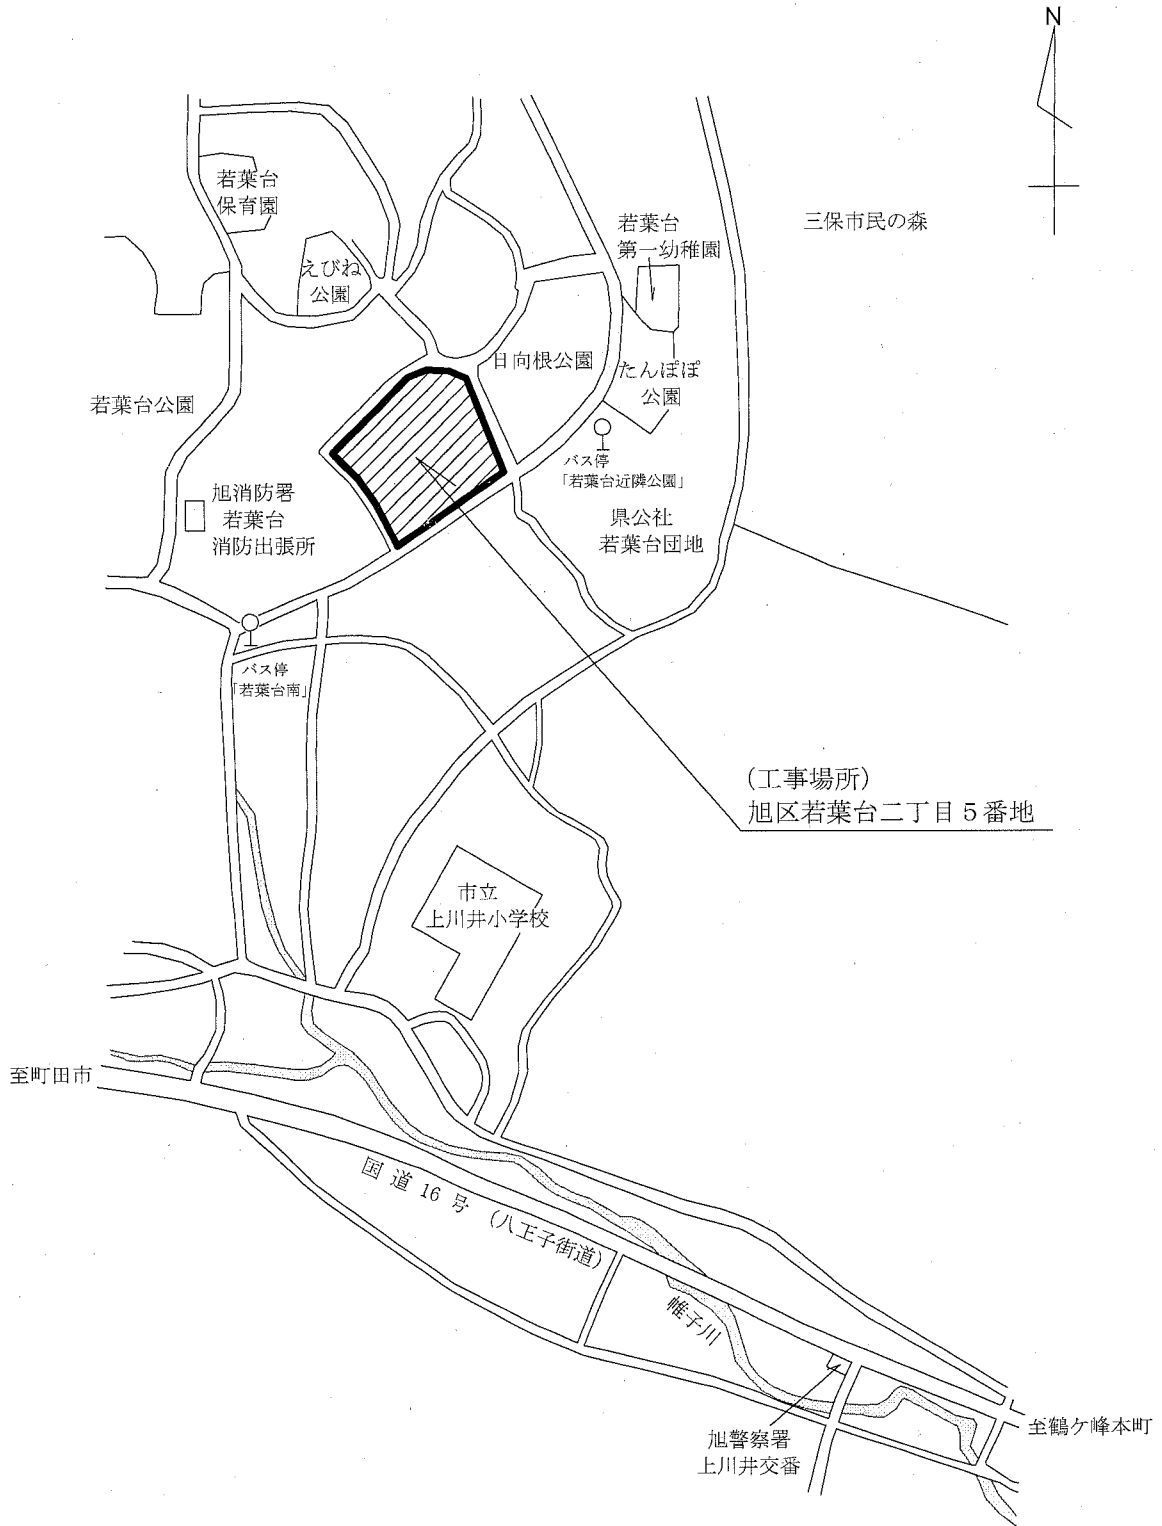 N
若葉台
保育園
若葉台
第一幼稚園
三保市民の森
えびね
公園
日向根公園
たんぽぽ
公園
若葉台公園
バス停
「若葉台近隣公園」
旭消防署
若葉台
消防出張所
県公社
若葉台団地
バス停
「若葉台南」
(工事場所)
旭区若葉台二丁目5番地
市立
上川井小学校
至町田市
国道16号 (八王子街道)
帷子川
旭警察署
上川井交番
至鶴ケ峰本町